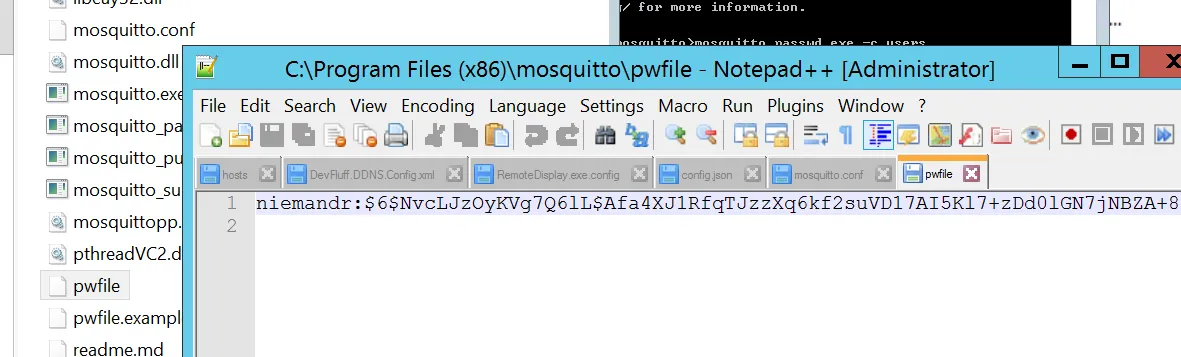 libeay32.dll
mosquitto.conf
mosquitto.dll
mosquitto.exe
mosquitto_pa
mosquitto_pu
mosquitto_su
mosquittopp.
pthreadVC2.d
pwfile
pwfile.exampl
readme.md
g/ for more information.
mosquitto>mosquitto_passwd.exe -c users
...
C:\Program Files (x86)\mosquitto\pwfile - Notepad++ [Administrator]
File Edit Search View Encoding Language Settings Macro Run Plugins Window ?
hosts DevFluff.DDNS.Config.xml RemoteDisplay.exe.config config.json mosquitto.conf pwfile
1 niemandr:$6$NvcLJzOyKVg7Q6lL$Afa4XJ1RfqTJzzXq6kf2suVD17AI5Kl7+zDd0lGN7jNBZA+8
2